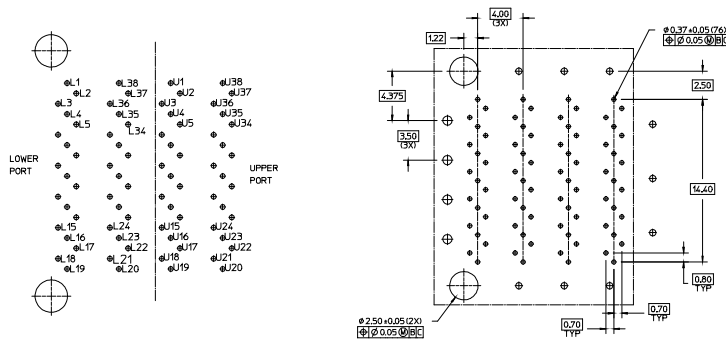 L1 L38 U1 U38
L2 L37 U2 U37
L3 L36 U3 U36
L4 L35 U4 U35
L5 L34 U5 U34
LOWER
PORT
UPPER
PORT
L15 L24 U15 U24
L16 L23 U16 U23
L17 L22 U17 U22
L18 L21 U18 U21
L19 L20 U19 U20
4.00
(3X)
1.22
ø0.37±0.05(76)
⌖ ø0.05 Ⓜ B C
2.50
4.375
3.50
(3X)
14.40
0.80
TYP
0.70
TYP
0.70
TYP
ø2.50±0.05(2X)
⌖ ø0.05 Ⓜ B C